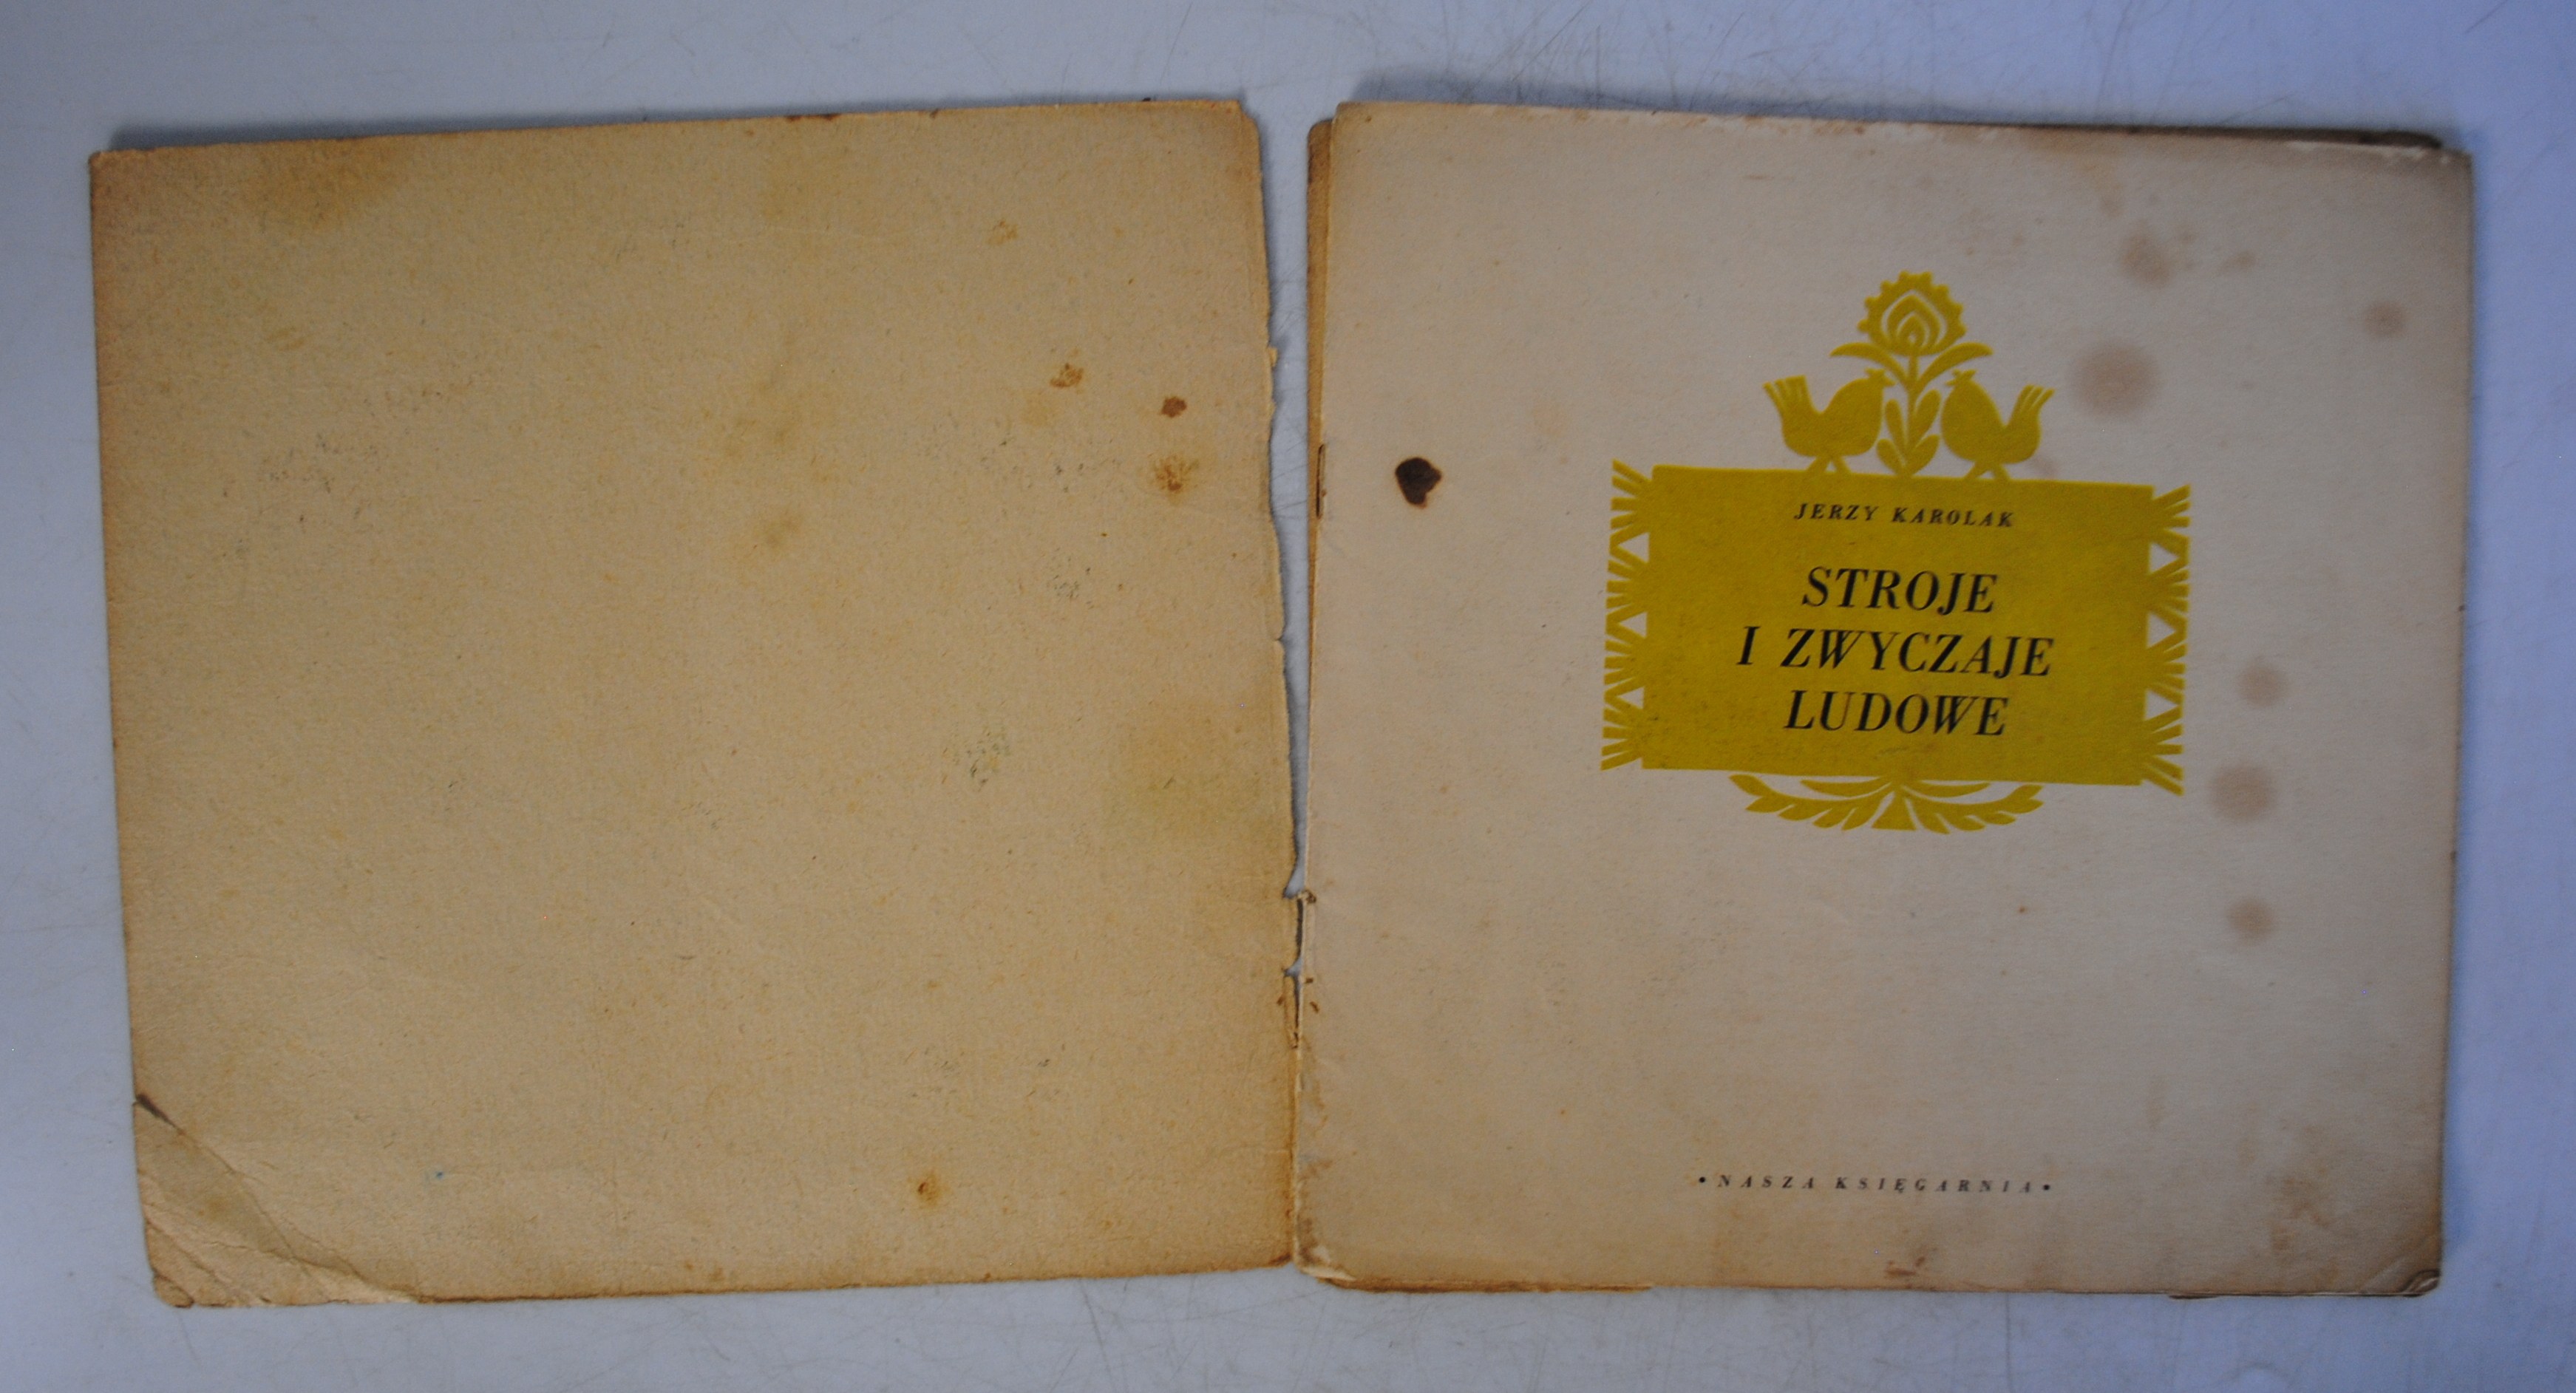 JERZY KAROLAK
STROJE
I ZWYCZAJE
LUDOWE
•NASZA KSIĘGARNIA•